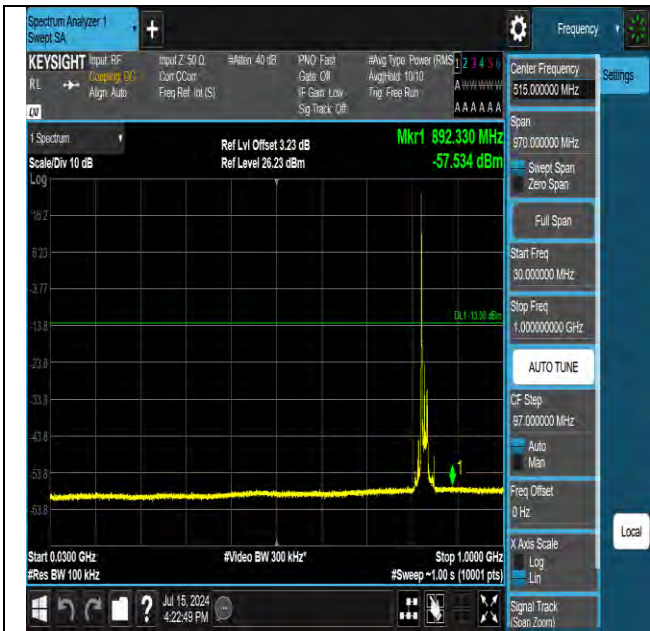 Spectrum Analyzer 1
Swept SA
+
Frequency
KEYSIGHT
RL
Input: RF
Coupling: DC
Align: Auto
Input Z: 50 Ω
Corr CCorr
Freq Ref: Int (S)
#Atten: 40 dB
PNO: Fast
Gate: Off
IF Gain: Low
Sig Track: Off
#Avg Type: Power (RMS
Avg|Hold: 10/10
Trig: Free Run
1 2 3 4 5 6
A W W W W W
A A A A A A
LXI
1 Spectrum
Scale/Div 10 dB
Log
Ref Lvl Offset 3.23 dB
Ref Level 26.23 dBm
Mkr1 892.330 MHz
-57.534 dBm
16.2
6.23
-3.77
DL1 -13.00 dBm
-13.8
-23.8
-33.8
-43.8
-53.8
1
-63.8
Start 0.0300 GHz
#Res BW 100 kHz
#Video BW 300 kHz*
Stop 1.0000 GHz
#Sweep ~1.00 s (10001 pts)
?
Jul 15, 2024
4:22:49 PM
Center Frequency
515.000000 MHz
Settings
Span
970.000000 MHz
Swept Span
Zero Span
Full Span
Start Freq
30.000000 MHz
Stop Freq
1.000000000 GHz
AUTO TUNE
CF Step
97.000000 MHz
Auto
Man
Freq Offset
0 Hz
X Axis Scale
Log
Lin
Local
Signal Track
(Span Zoom)